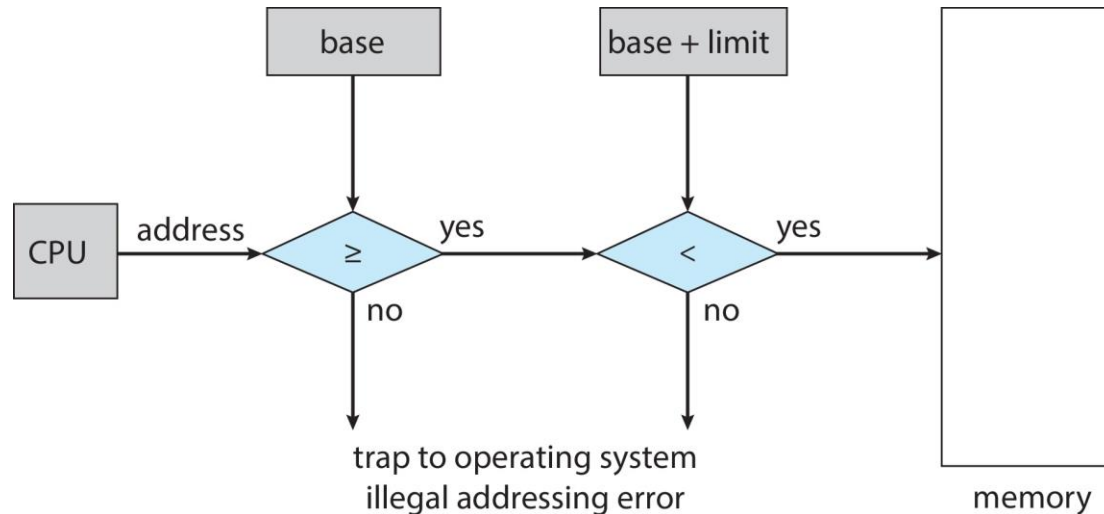 base
base + limit
CPU
address
≥
yes
<
yes
no
no
trap to operating system
illegal addressing error
memory